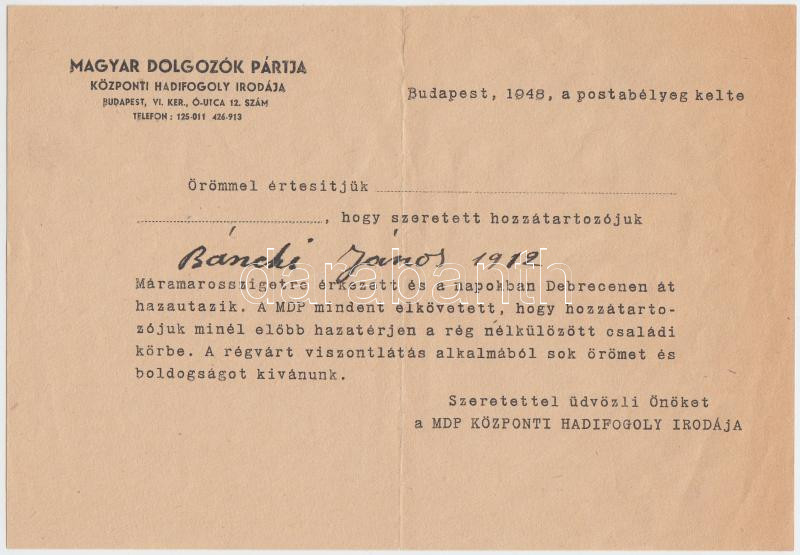 MAGYAR DOLGOZÓK PÁRTJA
KÖZPONTI HADIFOGOLY IRODÁJA
BUDAPEST, VI. KER., Ó-UTCA 12. SZÁM
TELEFON: 125-011 426-913
Budapest, 1948, a postabélyeg kelte
Örömmel értesitjük
, hogy szeretett hozzátartozójuk
János 1912
Máramarosszigetre érkezett és a napokban Debrecenen át
hazautazik. A MDP mindent elkövetett, hogy hozzátarto-
zójuk minél előbb hazatérjen a rég nélkülözött családi
körbe. A régvárt viszontlátás alkalmából sok örömet és
boldogságot kivánunk.
Szeretettel üdvözli Önöket
a MDP KÖZPONTI HADIFOGOLY IRODÁJA
darabanth